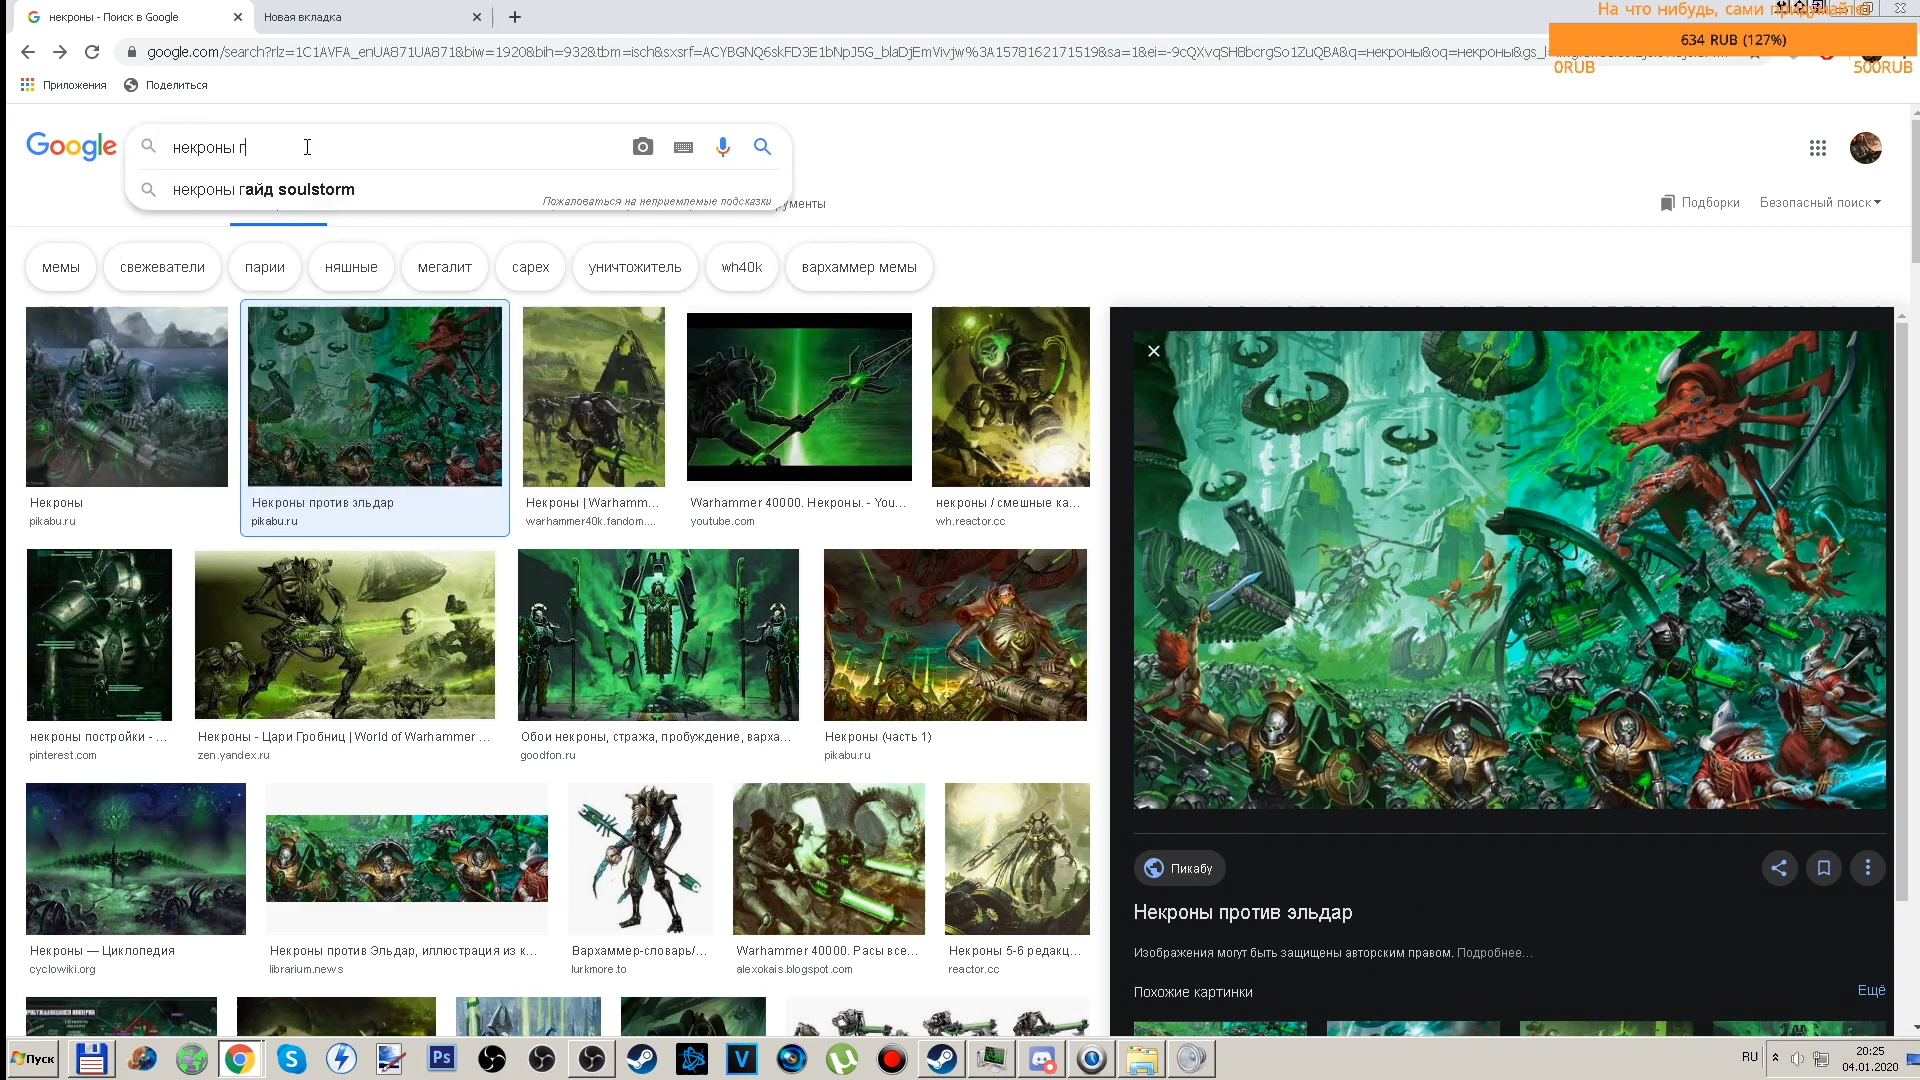 некроны - Поиск в Google
Новая вкладка
На что нибудь, сами придумайте
634 RUB (127%)
0RUB
500RUB
Приложения
Поделиться
Google
некроны г
некроны гайд soulstorm
Пожаловаться на неприемлемые подсказки
рументы
Подборки
Безопасный поиск
мемы
свежеватели
парии
няшные
мегалит
сарех
уничтожитель
wh40k
вархаммер мемы
Некроны
pikabu.ru
Некроны против эльдар
pikabu.ru
Некроны | Warhamm...
warhammer40k.fandom....
Warhammer 40000. Некроны. - You...
youtube.com
некроны / смешные ка...
wh.reactor.cc
некроны постройки - ...
pinterest.com
Некроны - Цари Гробниц | World of Warhammer ...
zen.yandex.ru
Обои некроны, стража, пробуждение, варха...
goodfon.ru
Некроны (часть 1)
pikabu.ru
Некроны — Циклопедия
cyclowiki.org
Некроны против Эльдар, иллюстрация из к...
librarium.news
Вархаммер-словарь/...
lurkmore.to
Warhammer 40000. Расы все...
alexokais.blogspot.com
Некроны 5-6 редакц...
reactor.cc
Пикабу
Некроны против эльдар
Изображения могут быть защищены авторским правом. Подробнее...
Похожие картинки
Ещё
Пуск
Ps
RU
20:25
04.01.2020